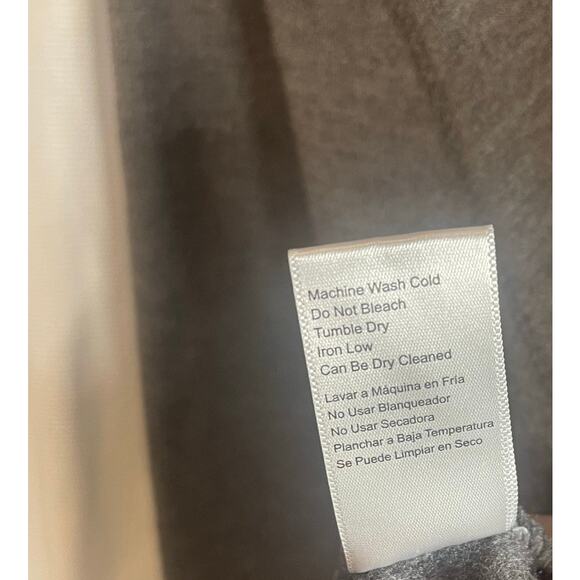 Machine Wash Cold
Do Not Bleach
Tumble Dry
Iron Low
Can Be Dry Cleaned
Lavar a Máquina en Fría
No Usar Blanqueador
No Usar Secadora
Planchar a Baja Temperatura
Se Puede Limpiar en Seco